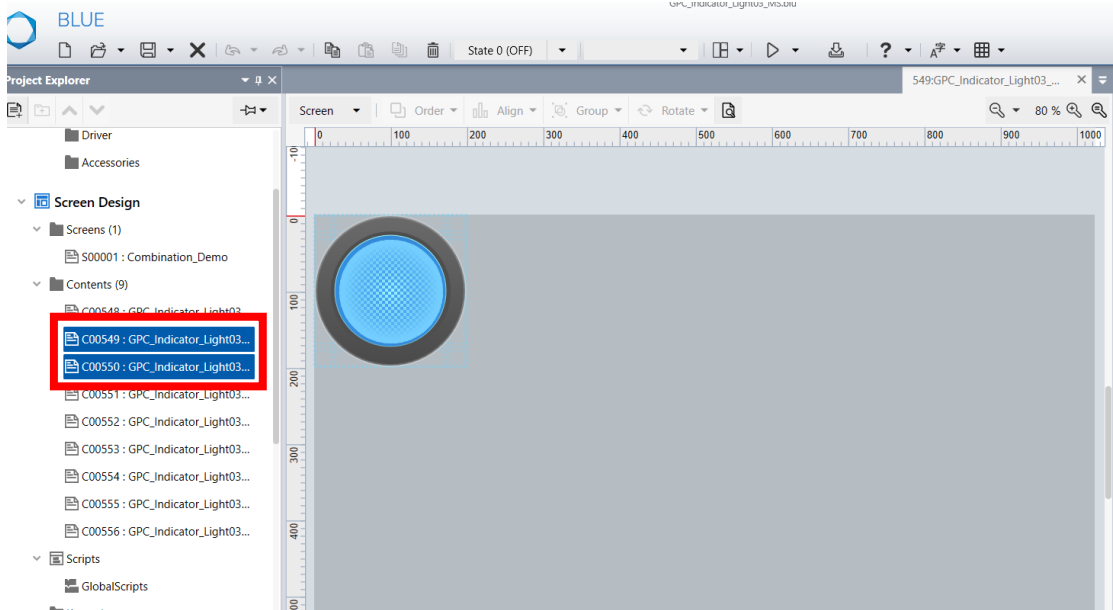 GPC_Indicator_Light03_MS.blu
BLUE
State 0 (OFF)
?
Project Explorer
549:GPC_Indicator_Light03_...
Screen
Order
Align
Group
Rotate
80 %
0 100 200 300 400 500 600 700 800 900 1000
-10
0
100
200
300
400
Driver
Accessories
Screen Design
Screens (1)
S00001 : Combination_Demo
Contents (9)
C00548 : GPC_Indicator_Light03...
C00549 : GPC_Indicator_Light03...
C00550 : GPC_Indicator_Light03...
C00551 : GPC_Indicator_Light03...
C00552 : GPC_Indicator_Light03...
C00553 : GPC_Indicator_Light03...
C00554 : GPC_Indicator_Light03...
C00555 : GPC_Indicator_Light03...
C00556 : GPC_Indicator_Light03...
Scripts
GlobalScripts